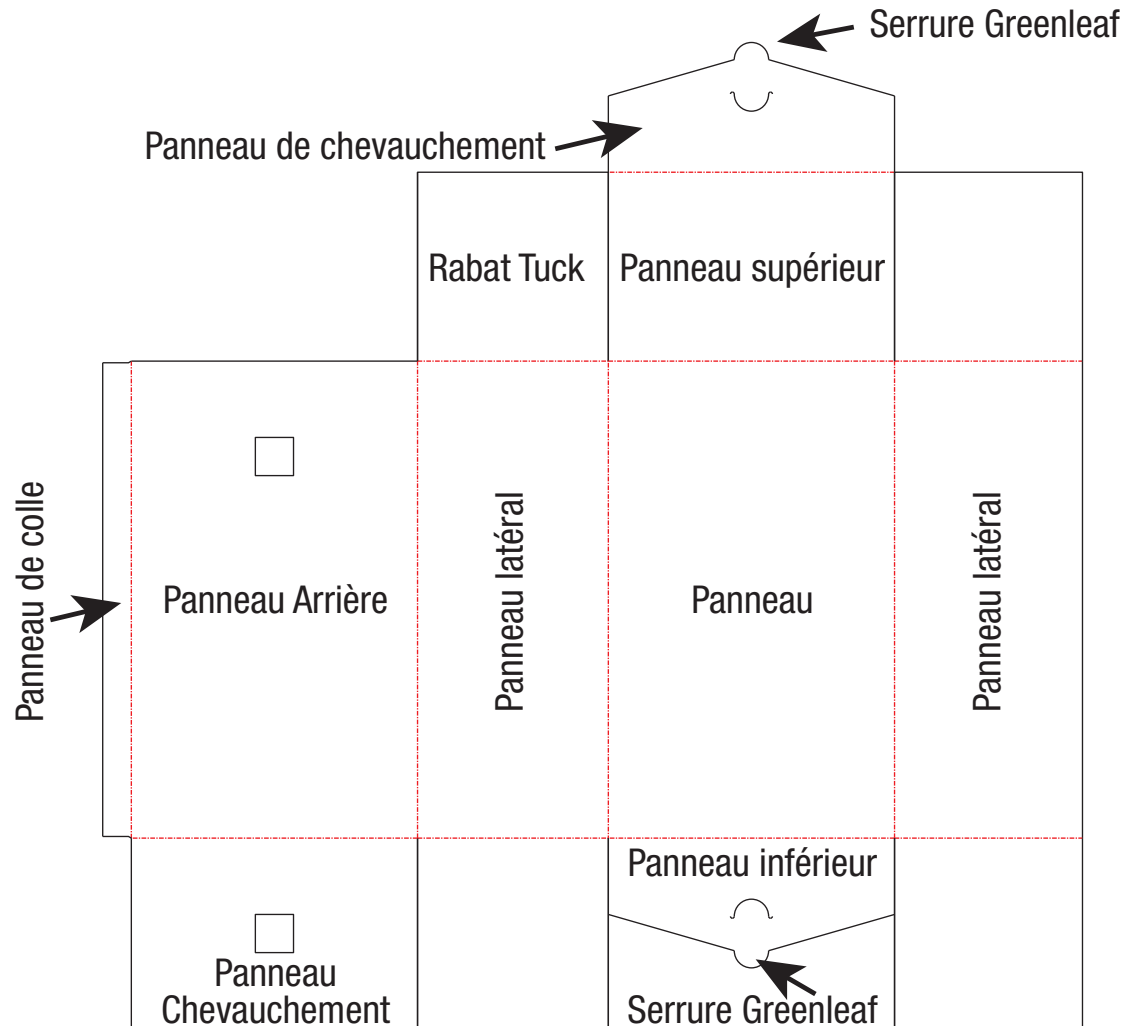 Serrure Greenleaf
Panneau de chevauchement
Rabat Tuck
Panneau supérieur
Panneau de colle
Panneau Arrière
Panneau latéral
Panneau
Panneau latéral
Panneau inférieur
Panneau
Chevauchement
Serrure Greenleaf